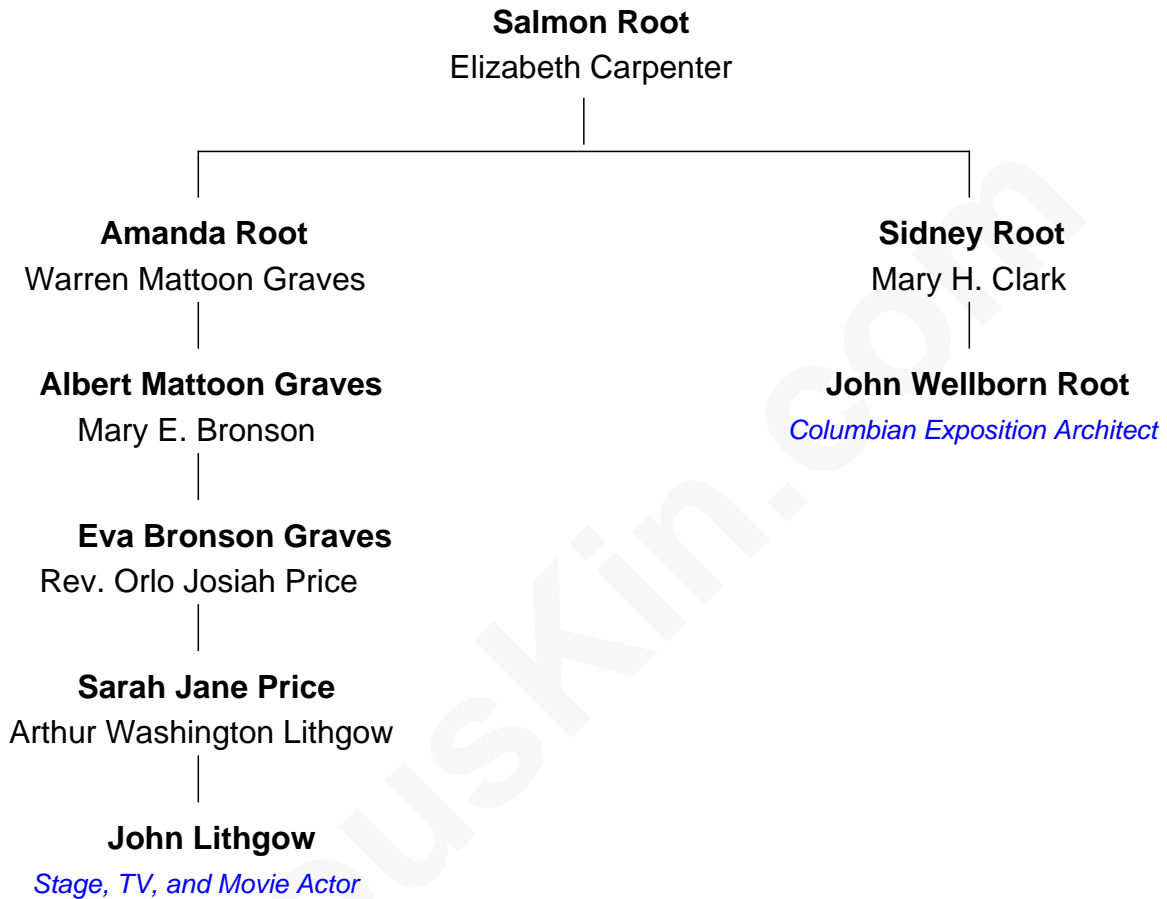 Salmon Root
Elizabeth Carpenter
Amanda Root
Warren Mattoon Graves
Sidney Root
Mary H. Clark
Albert Mattoon Graves
Mary E. Bronson
John Wellborn Root
Columbian Exposition Architect
Eva Bronson Graves
Rev. Orlo Josiah Price
Sarah Jane Price
Arthur Washington Lithgow
John Lithgow
Stage, TV, and Movie Actor
ousKin.com